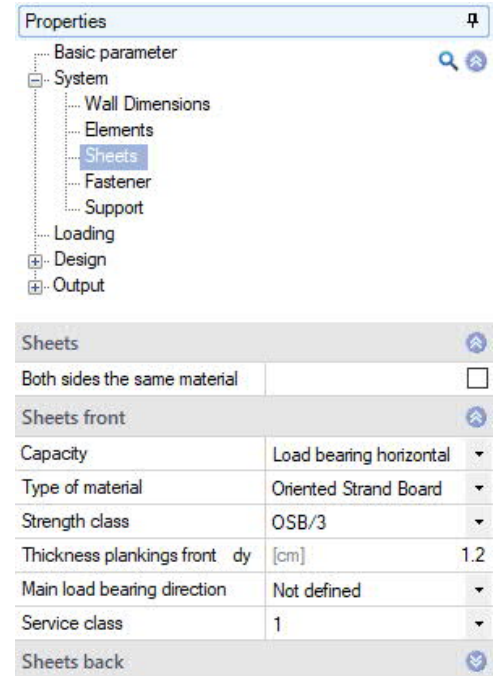 Properties
Basic parameter
System
Wall Dimensions
Elements
Sheets
Fastener
Support
Loading
Design
Output
Sheets
Both sides the same material
Sheets front
Capacity Load bearing horizontal
Type of material Oriented Strand Board
Strength class OSB/3
Thickness plankings front dy [cm] 1.2
Main load bearing direction Not defined
Service class 1
Sheets back